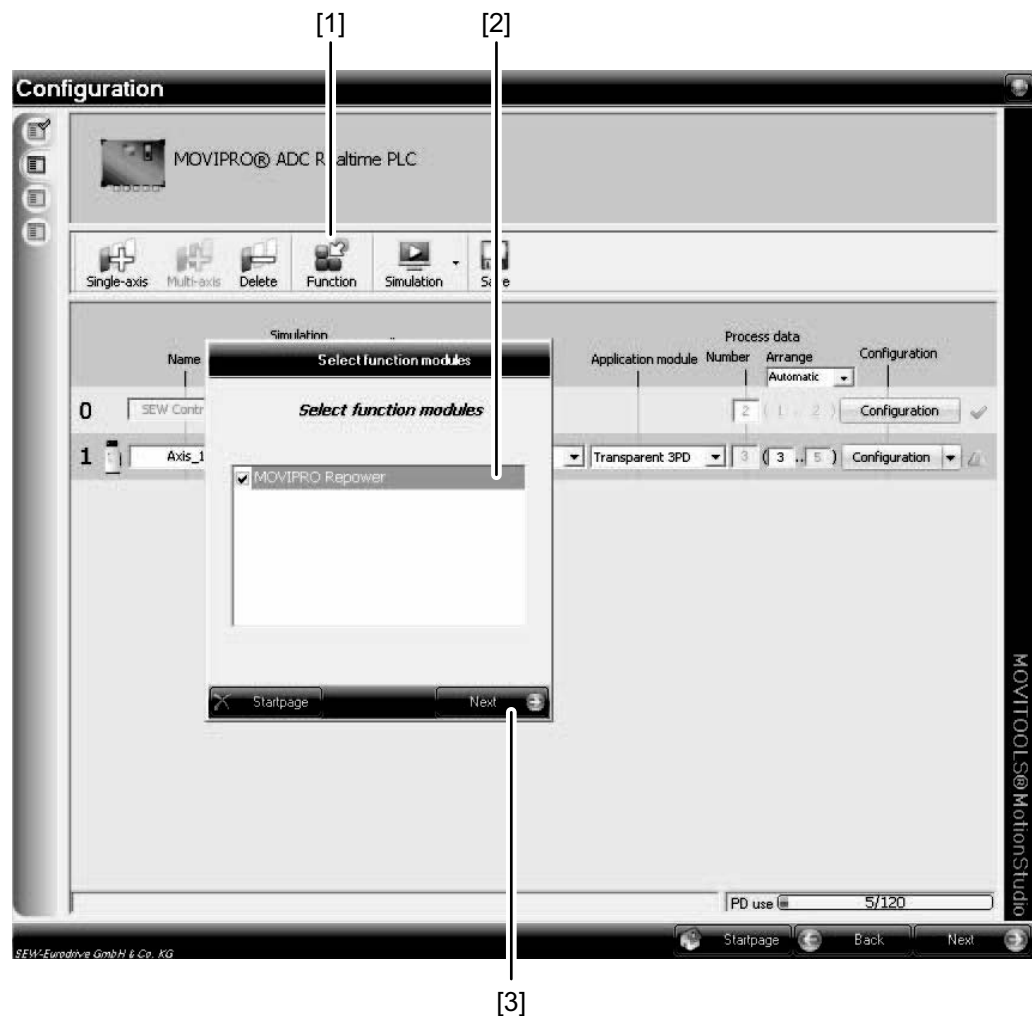 [1] [2]
Configuration
MOVIPRO® ADC Realtime PLC
Single-axis Multi-axis Delete Function Simulation Save
Simulation Process data
Name Application module Number Arrange Configuration
Automatic
Select function modules
0 SEW Contr 2 ( 1 .. 2 ) Configuration
Select function modules
1 Axis_1 Transparent 3PD 3 ( 3 .. 5 ) Configuration
MOVIPRO Repower
Startpage Next
MOVITOOLS® MotionStudio
PD use 5/120
Startpage Back Next
SEW-Eurodrive GmbH & Co. KG
[3]